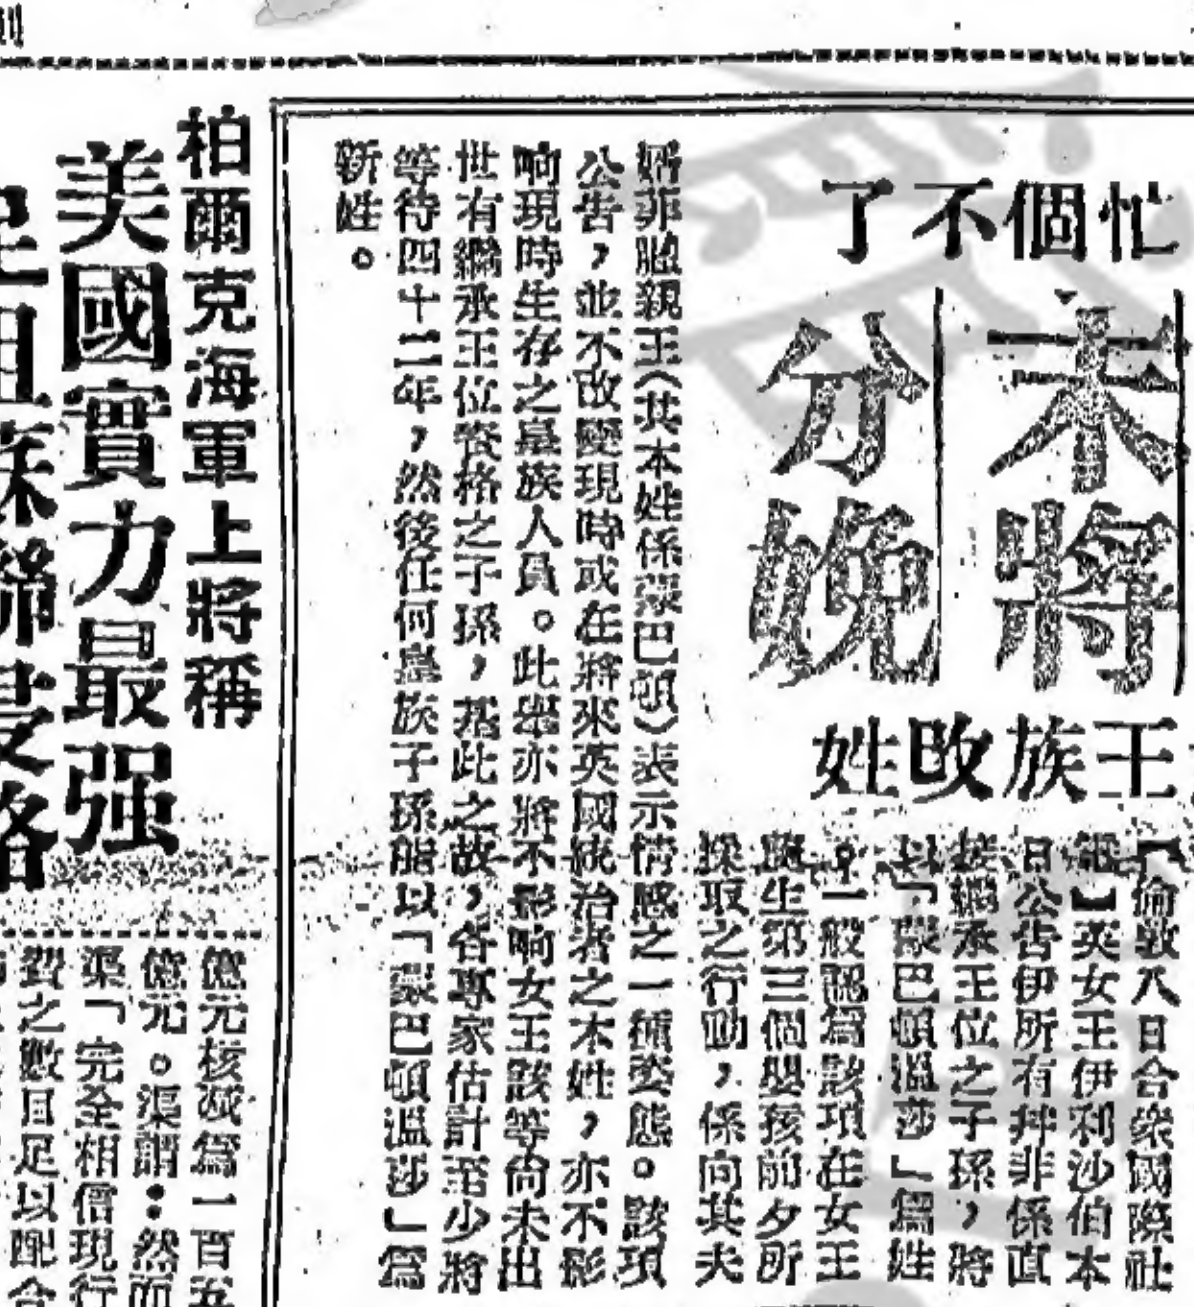 忙個不了
木將
分娩
王族改姓
【倫敦八日合衆國際社
電】英女王伊利沙伯本
日公告伊所有並非係直
接繼承王位之子孫，將
以「蒙巴頓溫莎」爲姓
。一般認爲該項在女王
誕生第三個嬰孩前夕所
採取之行動，係向其夫
婿菲臘親王（其本姓係蒙巴頓）表示情感之一種姿態。該項
公告，並不改變現時或在將來英國統治者之本姓，亦不影
响現時生存之皇族人員。此舉亦將不影响女王該等尙未出
世有繼承王位資格之子孫，基此之故，各專家估計至少將
等待四十二年，然後任何皇族子孫能以「蒙巴頓溫莎」爲
新姓。
柏爾克海軍上將稱
美國實力最强
億元核減爲一百五
億元。渠謂：然而
渠「完全相信現行
之數目足以配合